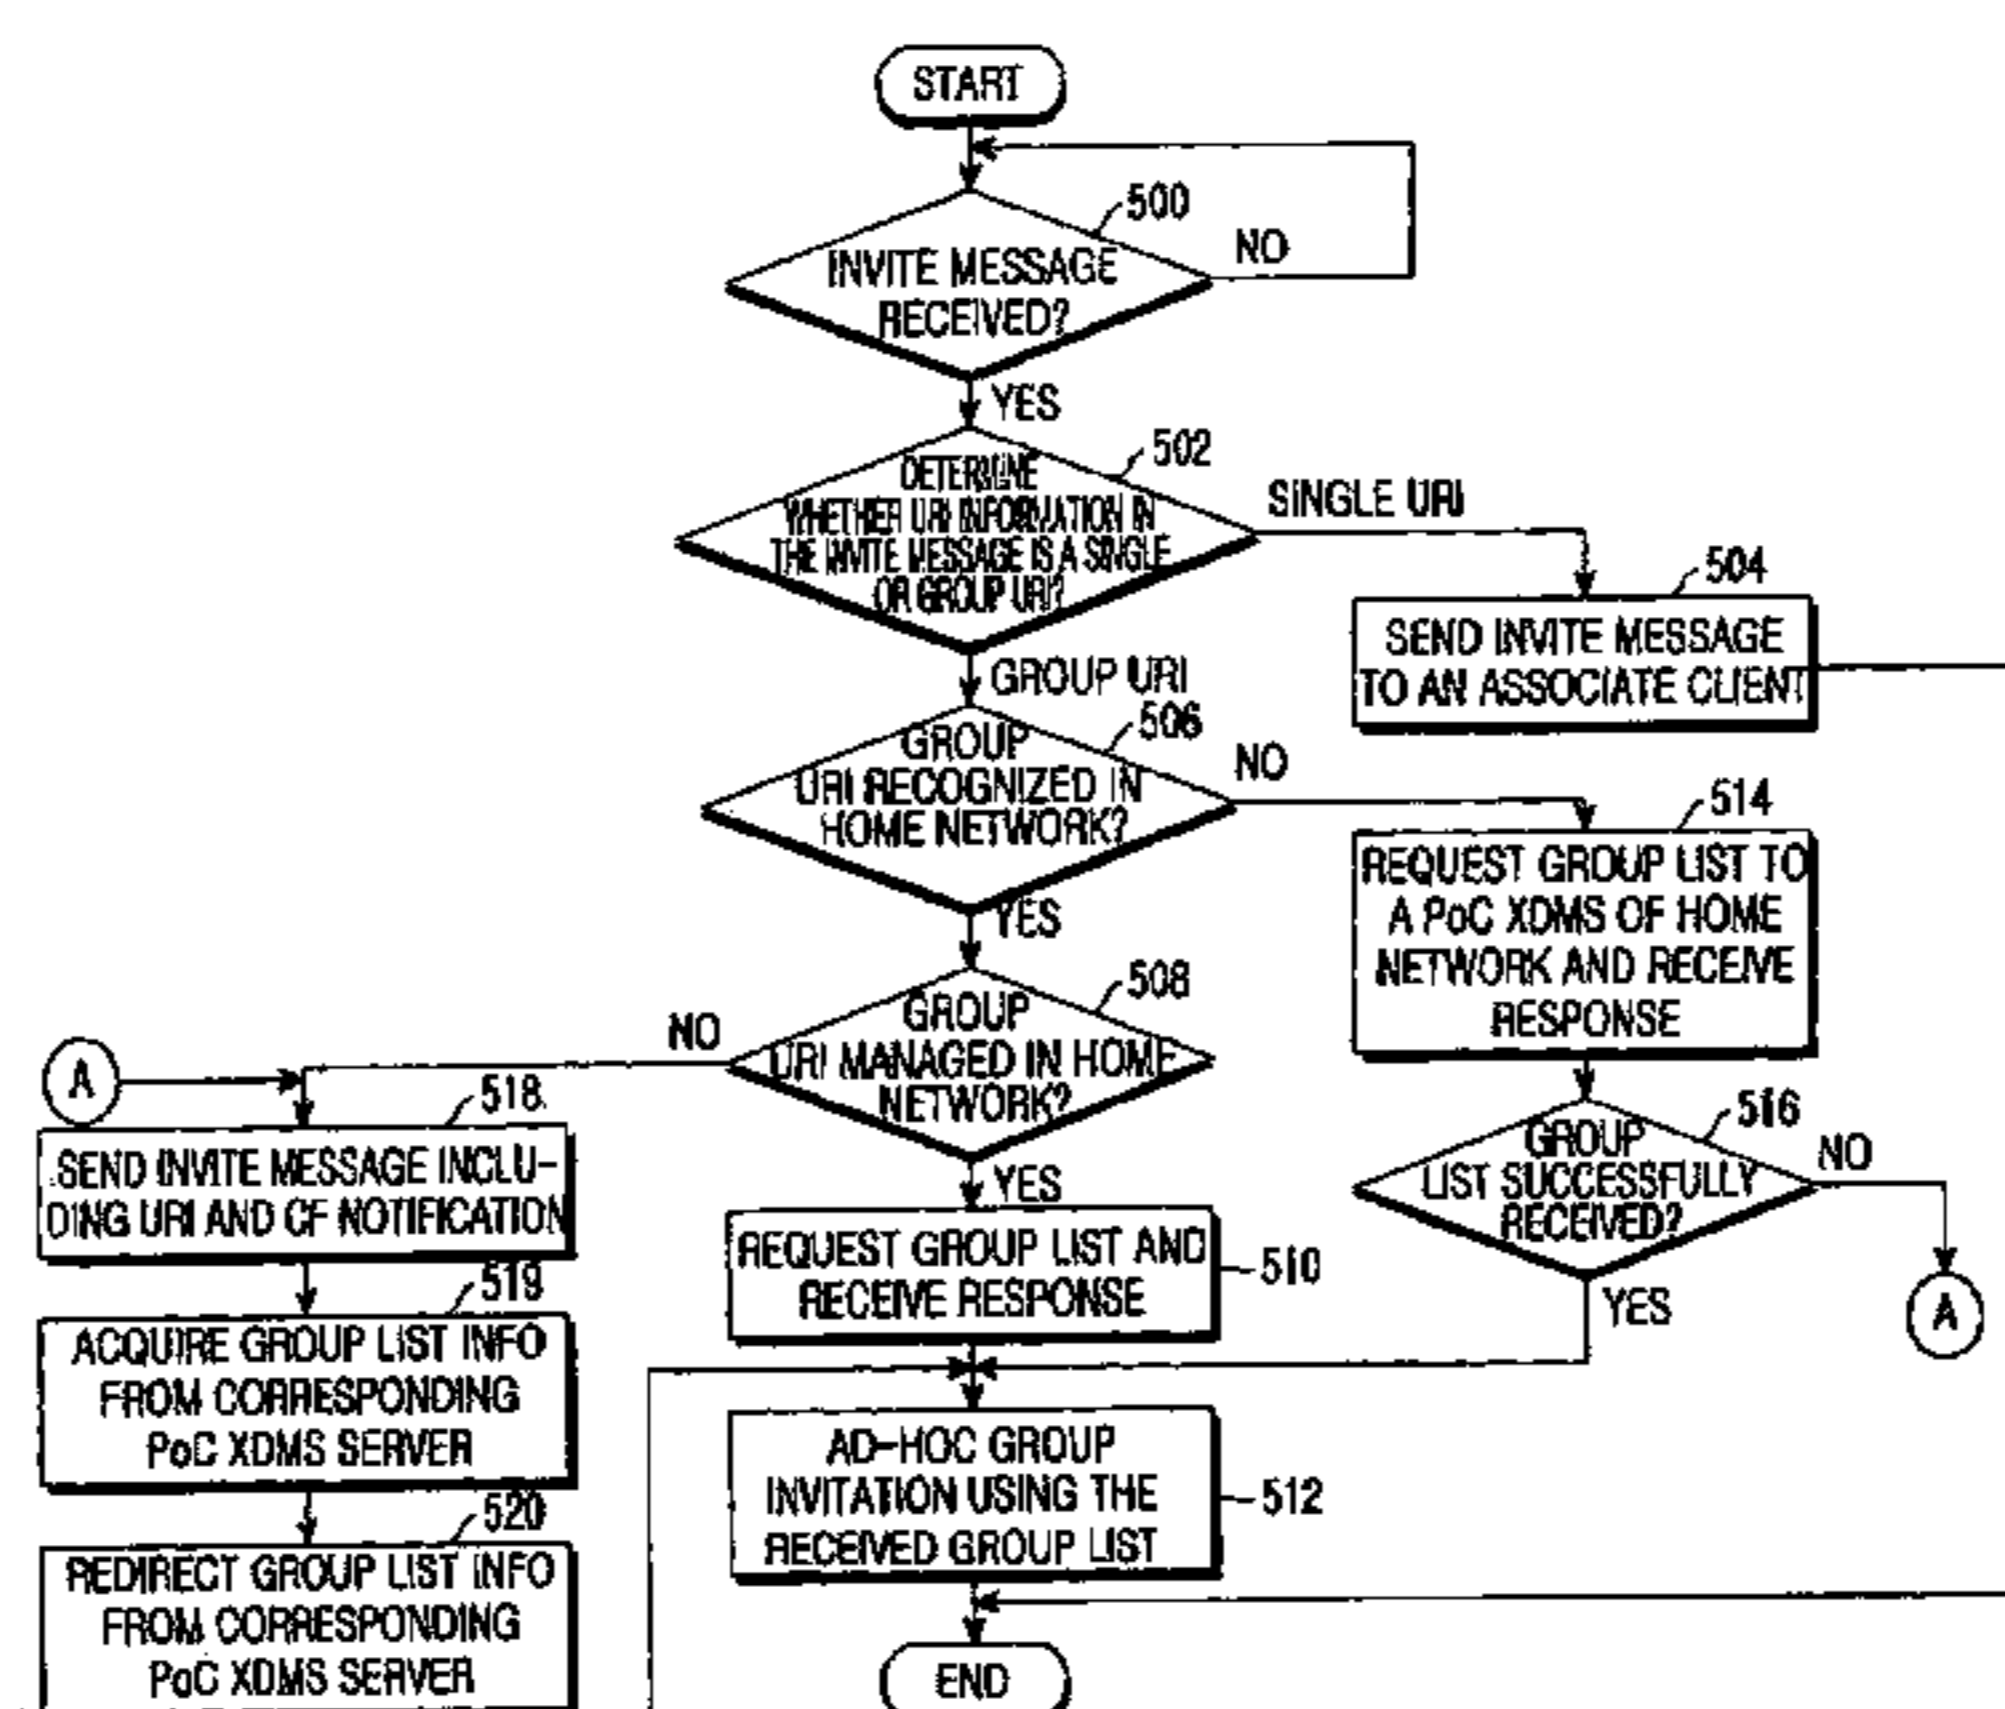 START
500
INVITE MESSAGE
RECEIVED?
NO
YES
502
DETERMINE
WHETHER URI INFORMATION IN
THE INVITE MESSAGE IS A SINGLE
OR GROUP URI?
SINGLE URI
504
SEND INVITE MESSAGE
TO AN ASSOCIATE CLIENT
GROUP URI
506
GROUP
URI RECOGNIZED IN
HOME NETWORK?
NO
514
REQUEST GROUP LIST TO
A PoC XDMS OF HOME
NETWORK AND RECEIVE
RESPONSE
YES
508
GROUP
URI MANAGED IN HOME
NETWORK?
NO
A
518
SEND INVITE MESSAGE INCLU-
DING URI AND CF NOTIFICATION
516
GROUP
LIST SUCCESSFULLY
RECEIVED?
NO
A
YES
YES
REQUEST GROUP LIST AND
RECEIVE RESPONSE
510
519
ACQUIRE GROUP LIST INFO
FROM CORRESPONDING
PoC XDMS SERVER
AD-HOC GROUP
INVITATION USING THE
RECEIVED GROUP LIST
512
520
REDIRECT GROUP LIST INFO
FROM CORRESPONDING
PoC XDMS SERVER
END